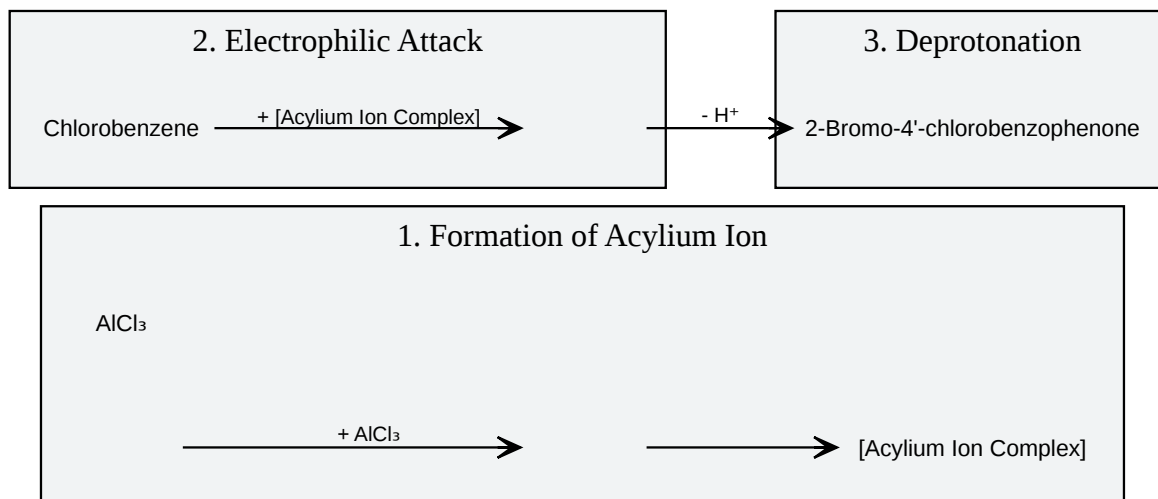 2. Electrophilic Attack
Chlorobenzene
+ [Acylium Ion Complex]
- H⁺
3. Deprotonation
2-Bromo-4'-chlorobenzophenone
1. Formation of Acylium Ion
AlCl₃
+ AlCl₃
[Acylium Ion Complex]